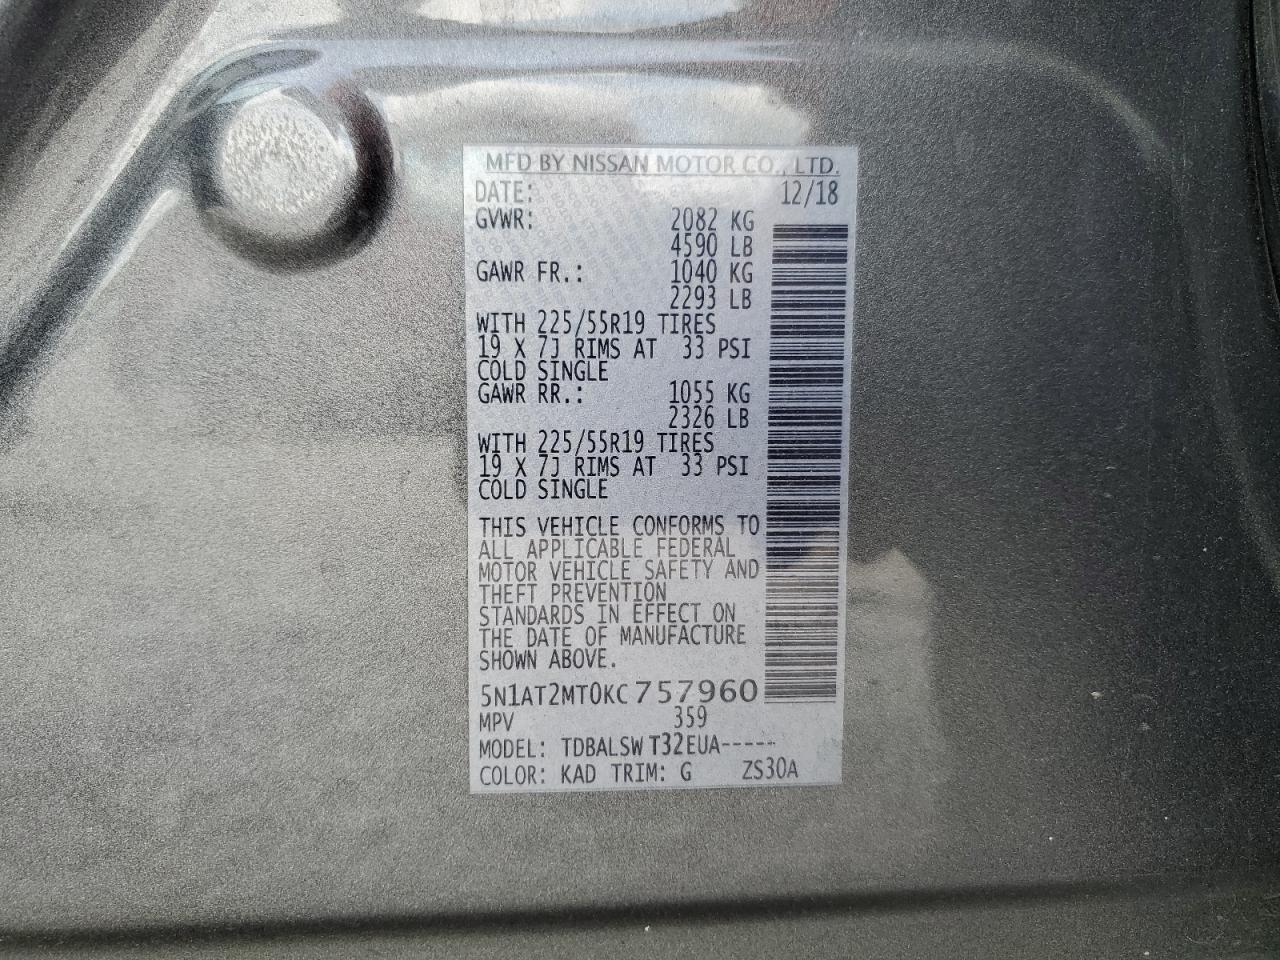 MFD BY NISSAN MOTOR CO., LTD.
DATE: 12/18
GVWR: 2082 KG
4590 LB
GAWR FR.: 1040 KG
2293 LB
WITH 225/55R19 TIRES
19 X 7J RIMS AT 33 PSI
COLD SINGLE
GAWR RR.: 1055 KG
2326 LB
WITH 225/55R19 TIRES
19 X 7J RIMS AT 33 PSI
COLD SINGLE
THIS VEHICLE CONFORMS TO
ALL APPLICABLE FEDERAL
MOTOR VEHICLE SAFETY AND
THEFT PREVENTION
STANDARDS IN EFFECT ON
THE DATE OF MANUFACTURE
SHOWN ABOVE.
5N1AT2MT0KC757960
MPV 359
MODEL: TDBALSW T32EUA-----
COLOR: KAD TRIM: G ZS30A